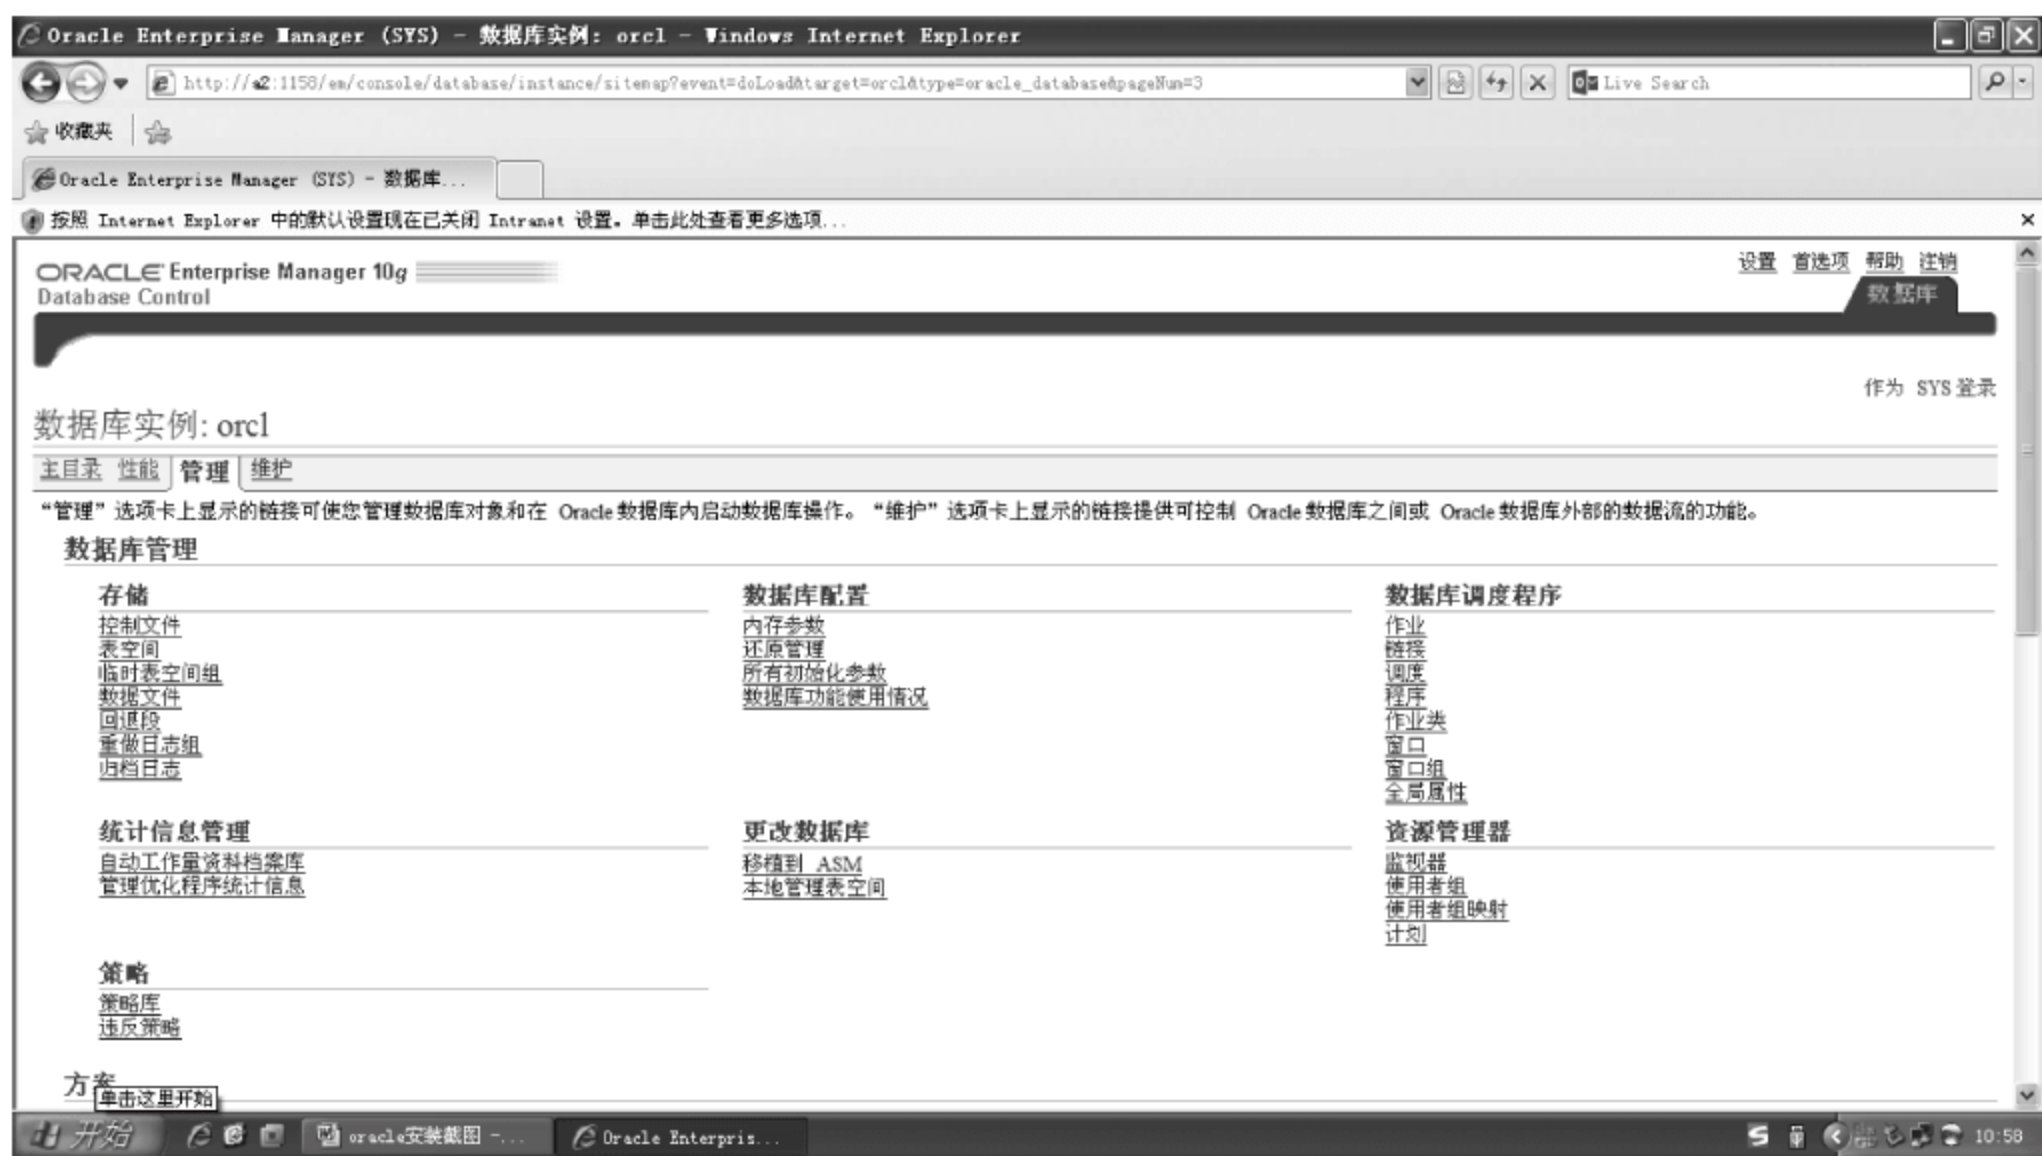 Oracle Enterprise Manager (SYS) - 数据库实例: orcl - Windows Internet Explorer
http://e2:1158/em/console/database/instance/sitemap?event=doLoad&target=orcl&type=oracle_database&pageNum=3
Live Search
收藏夹
Oracle Enterprise Manager (SYS) - 数据库...
按照 Internet Explorer 中的默认设置现在已关闭 Intranet 设置。单击此处查看更多选项...
ORACLE Enterprise Manager 10g
Database Control
设置 首选项 帮助 注销
数据库
作为 SYS 登录
数据库实例: orcl
主目录 性能 管理 维护
“管理”选项卡上显示的链接可使您管理数据库对象和在 Oracle 数据库内启动数据库操作。“维护”选项卡上显示的链接提供可控制 Oracle 数据库之间或 Oracle 数据库外部的数据流的功能。
数据库管理
存储
控制文件
表空间
临时表空间组
数据文件
回退段
重做日志组
归档日志
数据库配置
内存参数
还原管理
所有初始化参数
数据库功能使用情况
数据库调度程序
作业
链接
调度
程序
作业类
窗口
窗口组
全局属性
统计信息管理
自动工作量资料档案库
管理优化程序统计信息
更改数据库
移植到 ASM
本地管理表空间
资源管理器
监视器
使用者组
使用者组映射
计划
策略
策略库
违反策略
方案
单击这里开始
开始
oracle安装截图 -...
Oracle Enterpris...
10:58